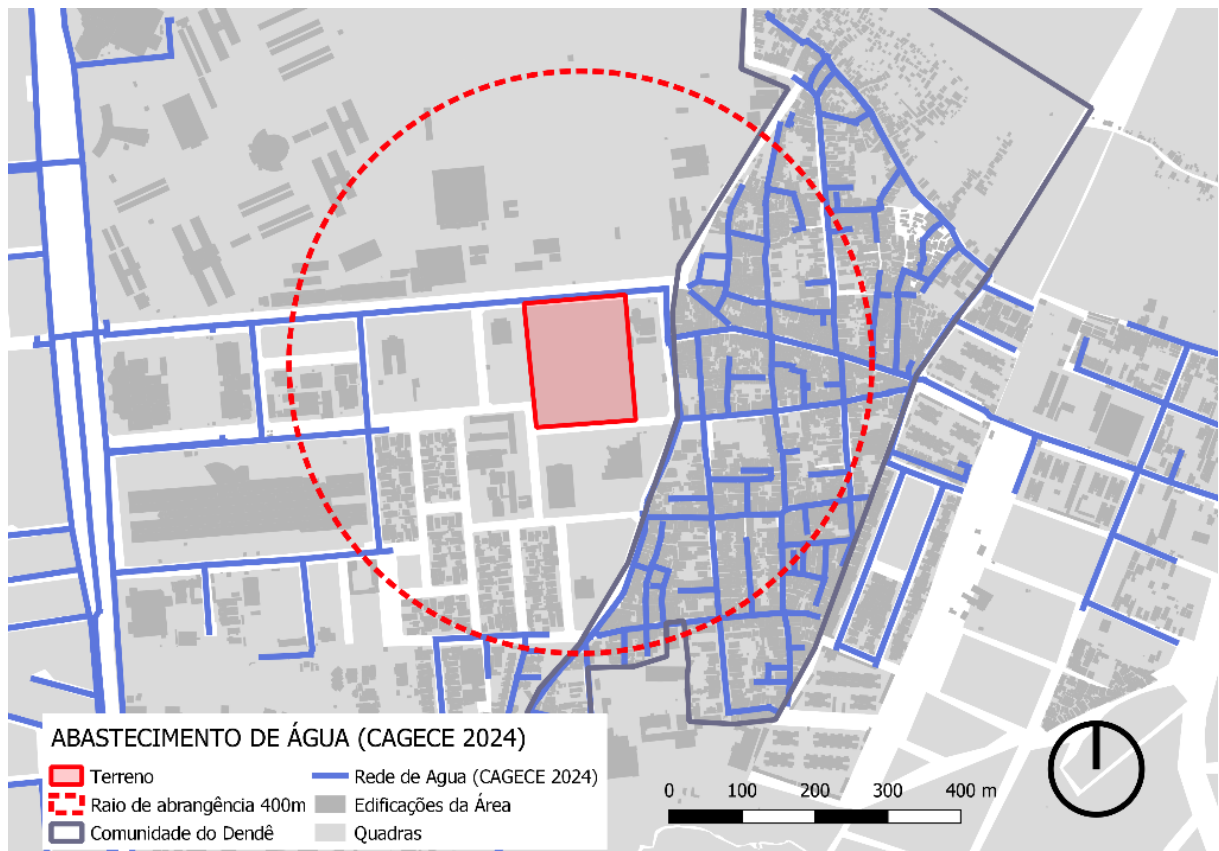 ABASTECIMENTO DE ÁGUA (CAGECE 2024)
Terreno
Raio de abrangência 400m
Comunidade do Dendê
Rede de Agua (CAGECE 2024)
Edificações da Área
Quadras
0 100 200 300 400 m